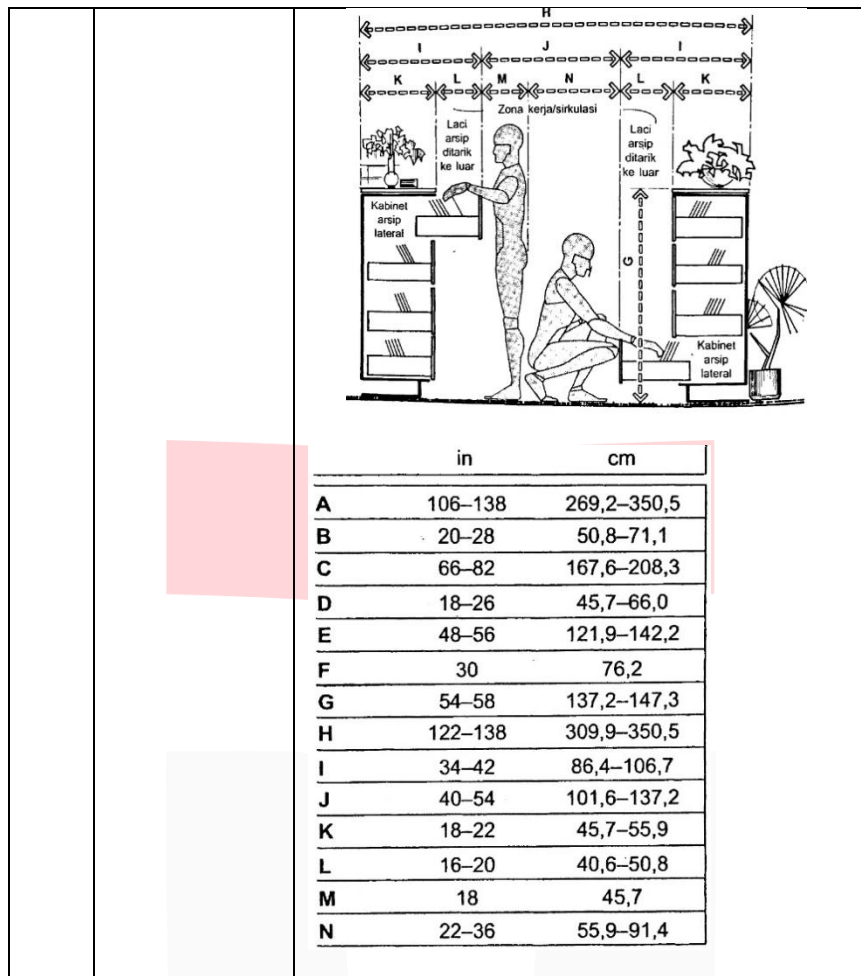 H
I J I
K L M N L K
Zona kerja/sirkulasi
Laci
arsip
ditarik
ke luar
Laci
arsip
ditarik
ke luar
Kabinet
arsip
lateral
G
Kabinet
arsip
lateral
in cm
A 106–138 269,2–350,5
B 20–28 50,8–71,1
C 66–82 167,6–208,3
D 18–26 45,7–66,0
E 48–56 121,9–142,2
F 30 76,2
G 54–58 137,2–147,3
H 122–138 309,9–350,5
I 34–42 86,4–106,7
J 40–54 101,6–137,2
K 18–22 45,7–55,9
L 16–20 40,6–50,8
M 18 45,7
N 22–36 55,9–91,4